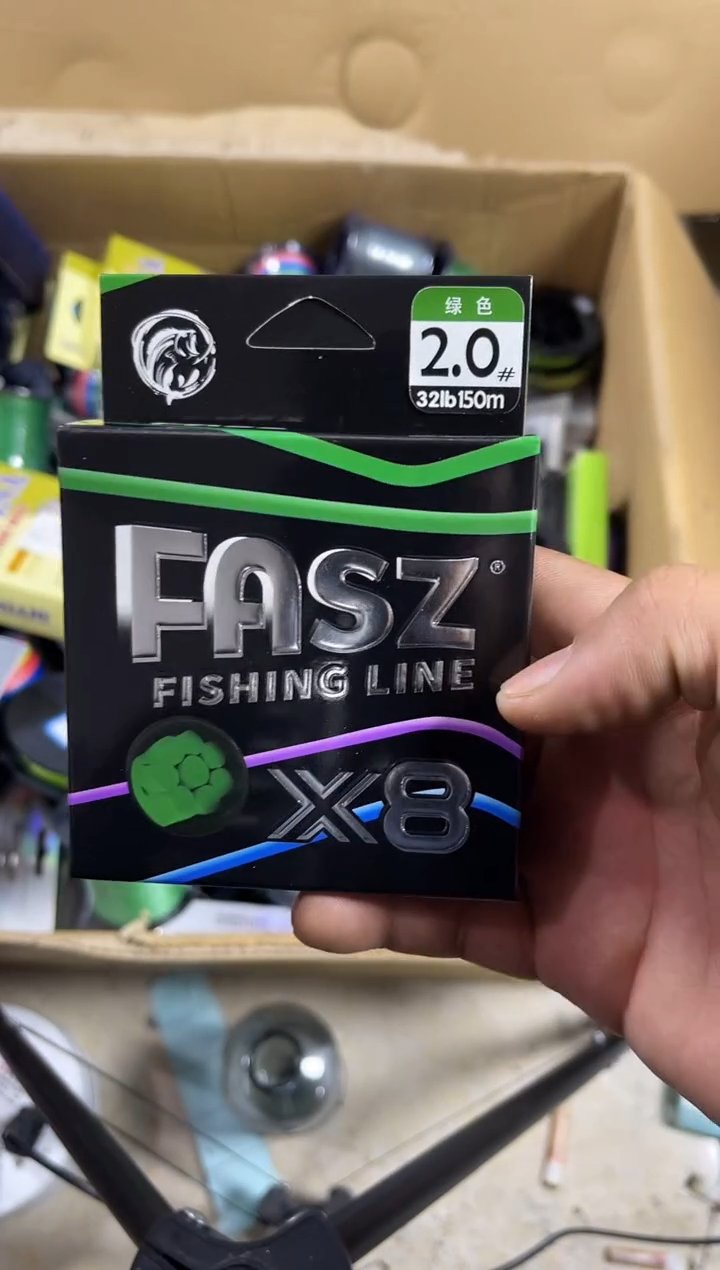 绿色
2.0#
32lb150m
FASZ®
FISHING LINE
X8